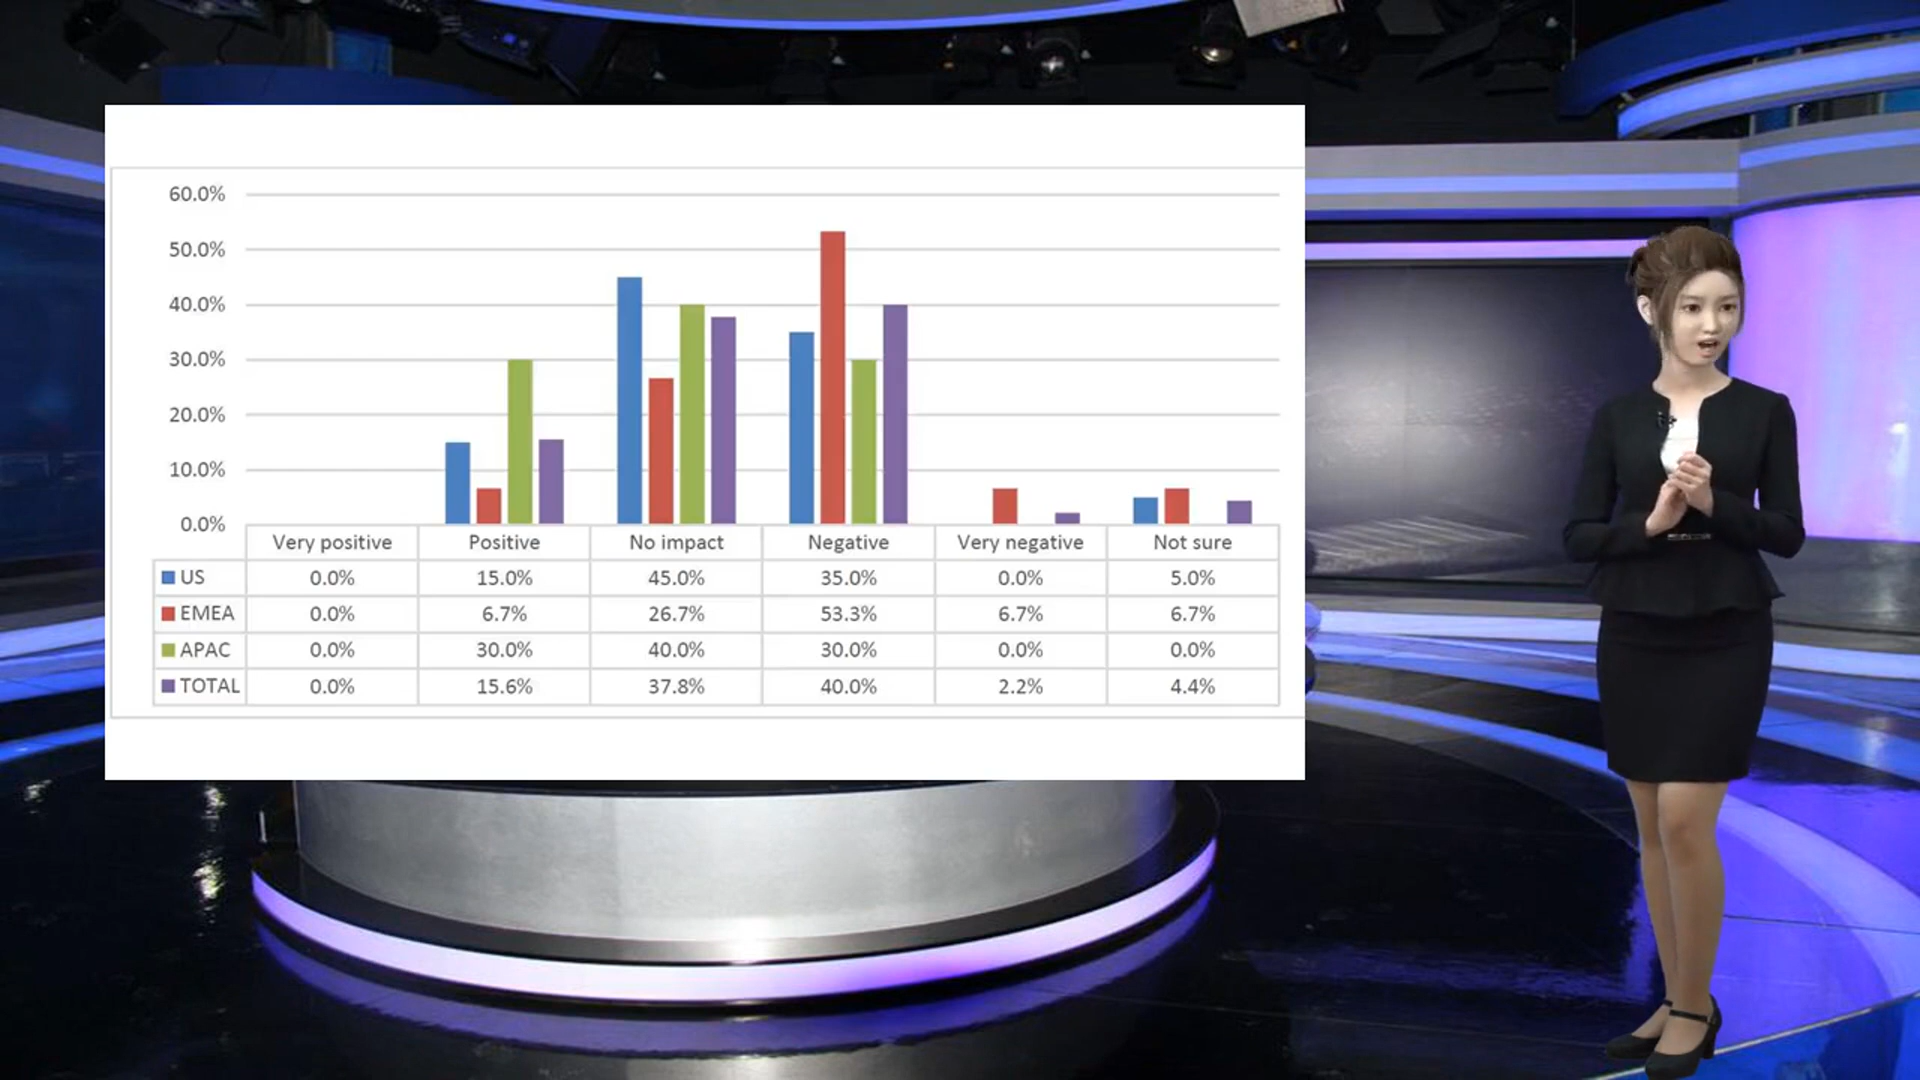 60.0%
50.0%
40.0%
30.0%
20.0%
10.0%
0.0%
Very positive Positive No impact Negative Very negative Not sure
US 0.0% 15.0% 45.0% 35.0% 0.0% 5.0%
EMEA 0.0% 6.7% 26.7% 53.3% 6.7% 6.7%
APAC 0.0% 30.0% 40.0% 30.0% 0.0% 0.0%
TOTAL 0.0% 15.6% 37.8% 40.0% 2.2% 4.4%